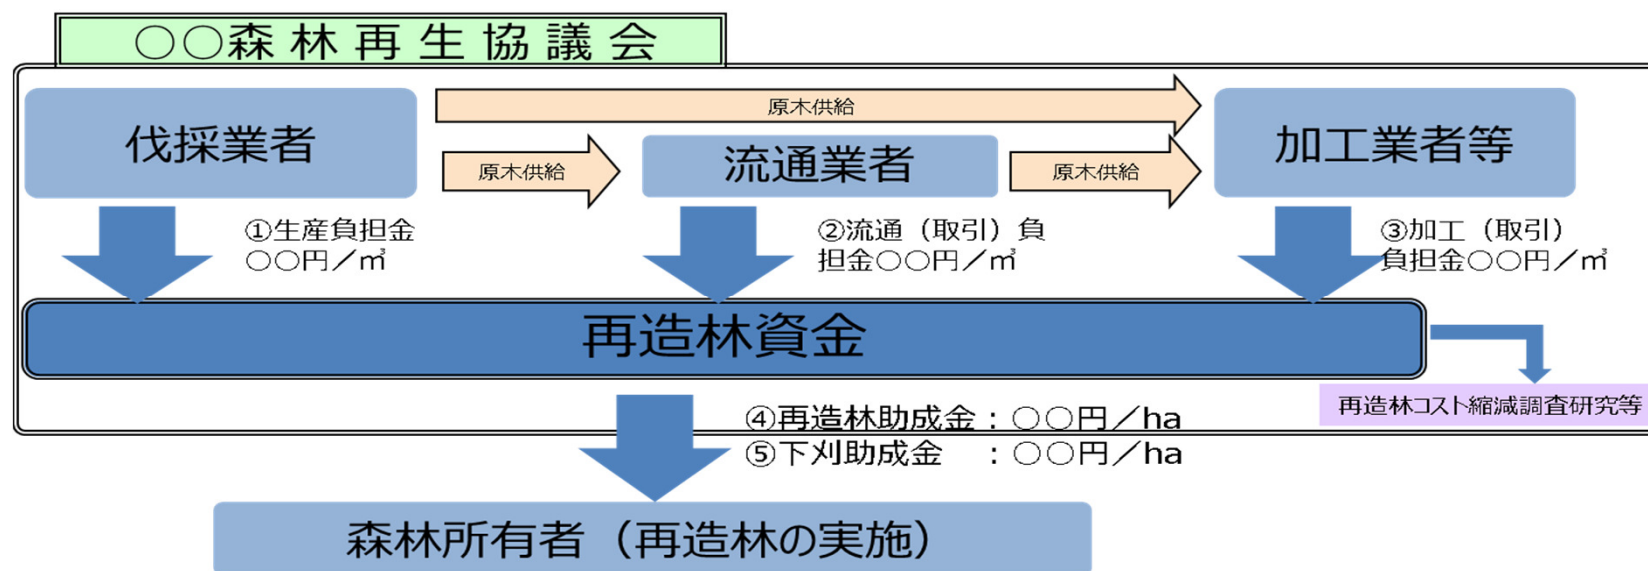 ○○森林再生協議会
伐採業者
原木供給
加工業者等
原木供給
流通業者
原木供給
①生産負担金
○○円／㎥
②流通（取引）負
担金○○円／㎥
③加工（取引）
負担金○○円／㎥
再造林資金
再造林コスト縮減調査研究等
④再造林助成金：○○円／ha
⑤下刈助成金　：○○円／ha
森林所有者（再造林の実施）